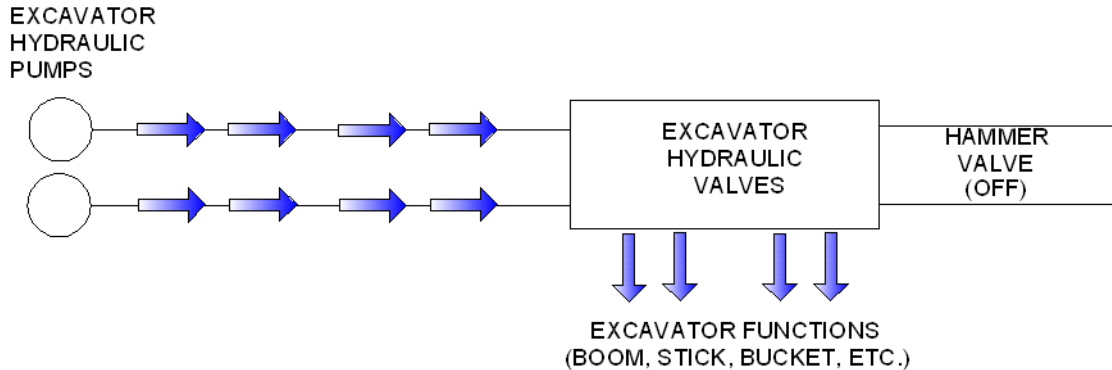 EXCAVATOR
HYDRAULIC
PUMPS
EXCAVATOR
HYDRAULIC
VALVES
HAMMER
VALVE
(OFF)
EXCAVATOR FUNCTIONS
(BOOM, STICK, BUCKET, ETC.)